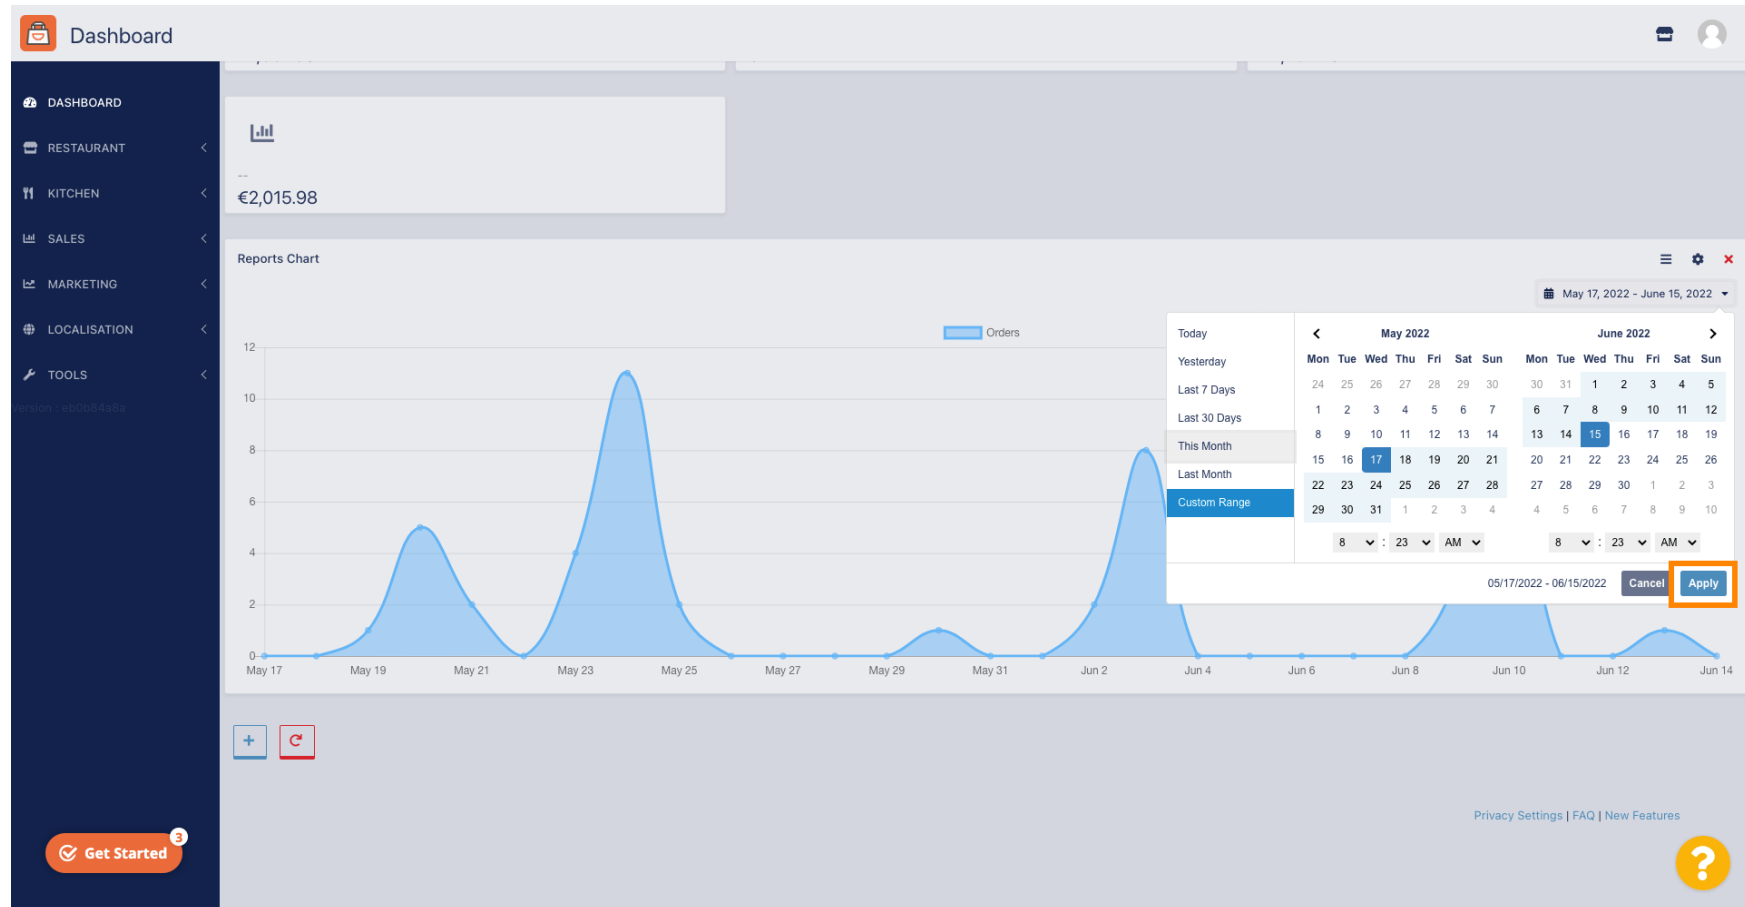 Dashboard
DASHBOARD
RESTAURANT
KITCHEN
SALES
MARKETING
LOCALISATION
TOOLS
Version : eb0b84a8a
--
€2,015.98
Reports Chart
May 17, 2022 - June 15, 2022
Orders
12
10
8
6
4
2
0
May 17 May 19 May 21 May 23 May 25 May 27 May 29 May 31 Jun 2 Jun 4 Jun 6 Jun 8 Jun 10 Jun 12 Jun 14
Today
Yesterday
Last 7 Days
Last 30 Days
This Month
Last Month
Custom Range
May 2022
Mon Tue Wed Thu Fri Sat Sun
24 25 26 27 28 29 30
1 2 3 4 5 6 7
8 9 10 11 12 13 14
15 16 17 18 19 20 21
22 23 24 25 26 27 28
29 30 31 1 2 3 4
8 : 23 AM
June 2022
Mon Tue Wed Thu Fri Sat Sun
30 31 1 2 3 4 5
6 7 8 9 10 11 12
13 14 15 16 17 18 19
20 21 22 23 24 25 26
27 28 29 30 1 2 3
4 5 6 7 8 9 10
8 : 23 AM
05/17/2022 - 06/15/2022 Cancel Apply
Privacy Settings | FAQ | New Features
Get Started
3
?